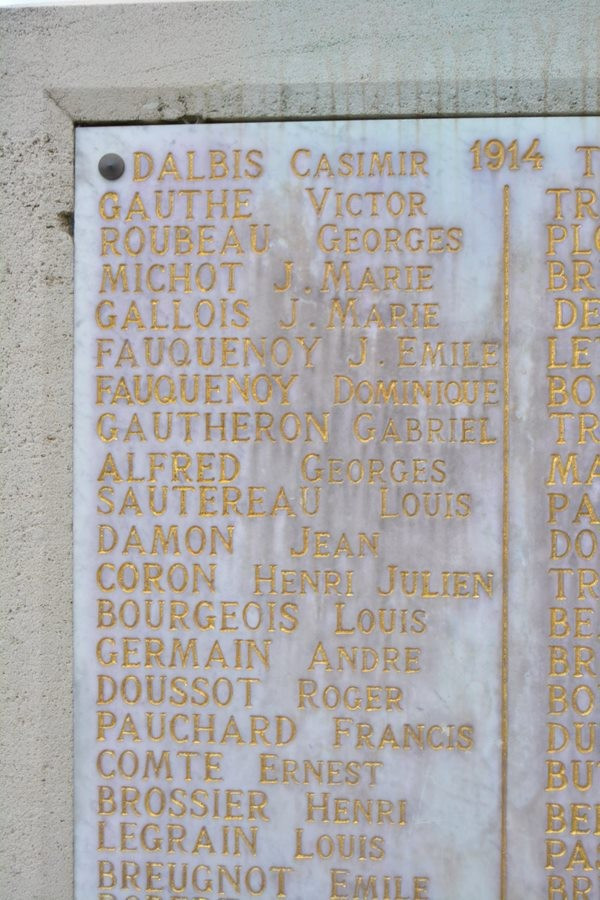 DALBIS CASIMIR 1914
GAUTHE VICTOR
ROUBEAU GEORGES
MICHOT J. MARIE
GALLOIS J. MARIE
FAUQUENOY J. EMILE
FAUQUENOY DOMINIQUE
GAUTHERON GABRIEL
ALFRED GEORGES
SAUTEREAU LOUIS
DAMON JEAN
CORON HENRI JULIEN
BOURGEOIS LOUIS
GERMAIN ANDRE
DOUSSOT ROGER
PAUCHARD FRANCIS
COMTE ERNEST
BROSSIER HENRI
LEGRAIN LOUIS
BREUGNOT EMILE